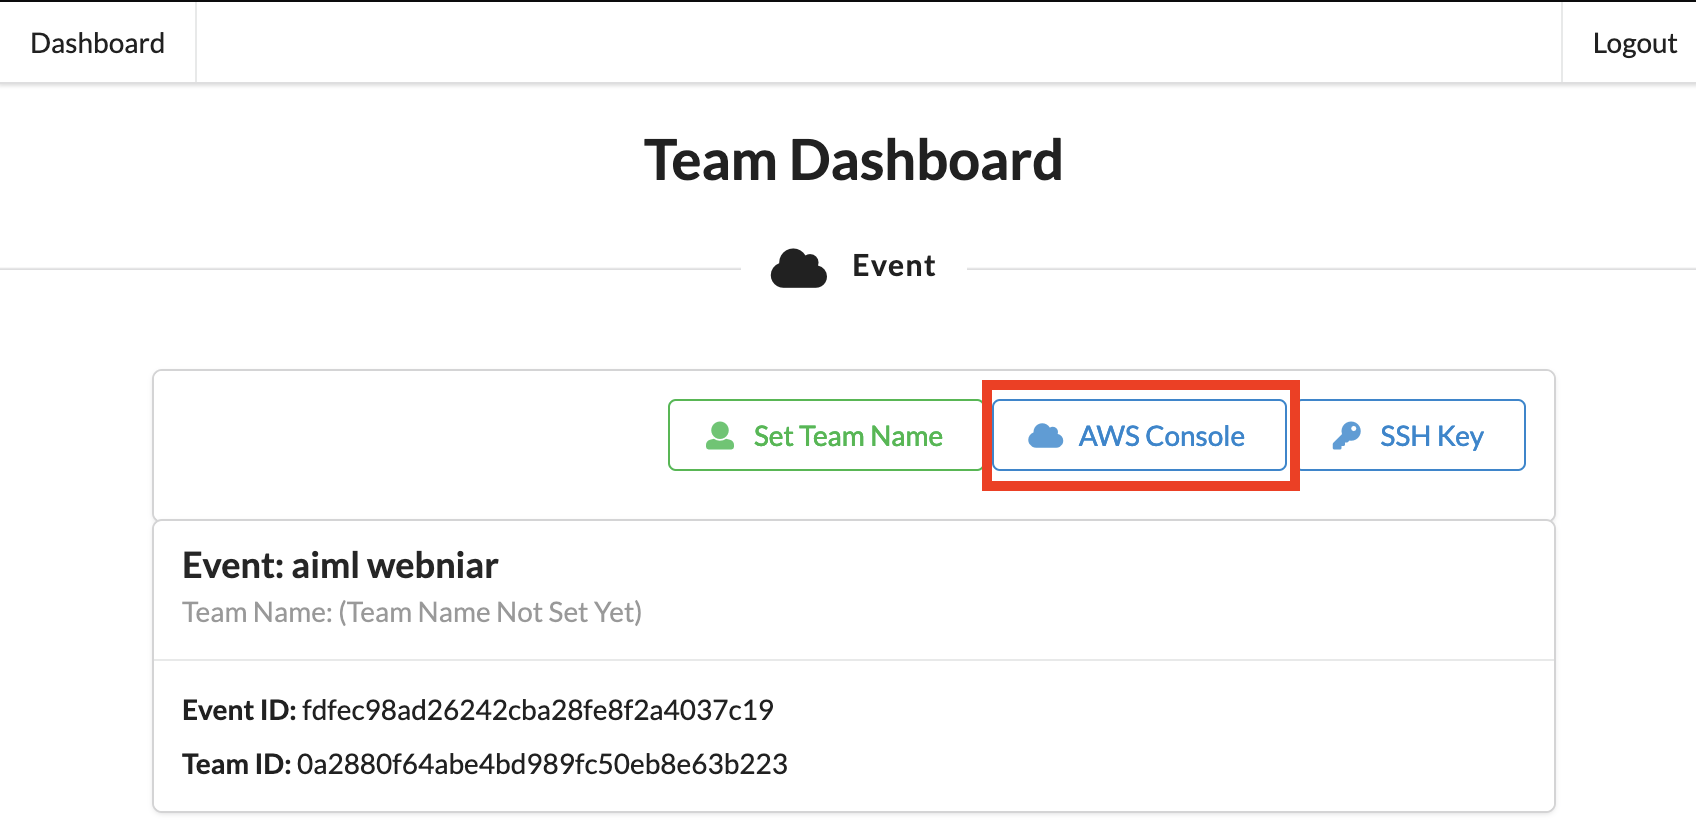 Dashboard
Logout
Team Dashboard
Event
Set Team Name
AWS Console
SSH Key
Event: aiml webniar
Team Name: (Team Name Not Set Yet)
Event ID: fdfec98ad26242cba28fe8f2a4037c19
Team ID: 0a2880f64abe4bd989fc50eb8e63b223